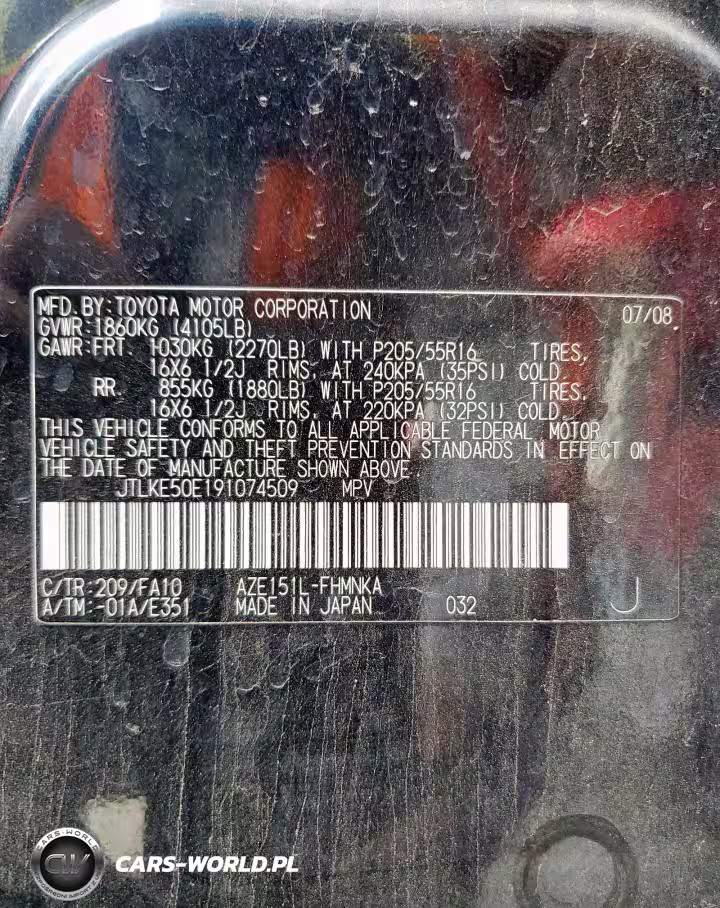 MFD.BY:TOYOTA MOTOR CORPORATION 07/08
GVWR:1860KG (4105LB)
GAWR:FRT. 1030KG (2270LB) WITH P205/55R16 TIRES,
16X6 1/2J RIMS, AT 240KPA (35PSI) COLD.
RR. 855KG (1880LB) WITH P205/55R16 TIRES,
16X6 1/2J RIMS, AT 220KPA (32PSI) COLD.
THIS VEHICLE CONFORMS TO ALL APPLICABLE FEDERAL MOTOR
VEHICLE SAFETY AND THEFT PREVENTION STANDARDS IN EFFECT ON
THE DATE OF MANUFACTURE SHOWN ABOVE.
JTLKE50E191074509 MPV
C/TR:209/FA10 AZE151L-FHMNKA
A/TM:-01A/E351 MADE IN JAPAN 032 J
CARS-WORLD
CW
CARS-WORLD.PL